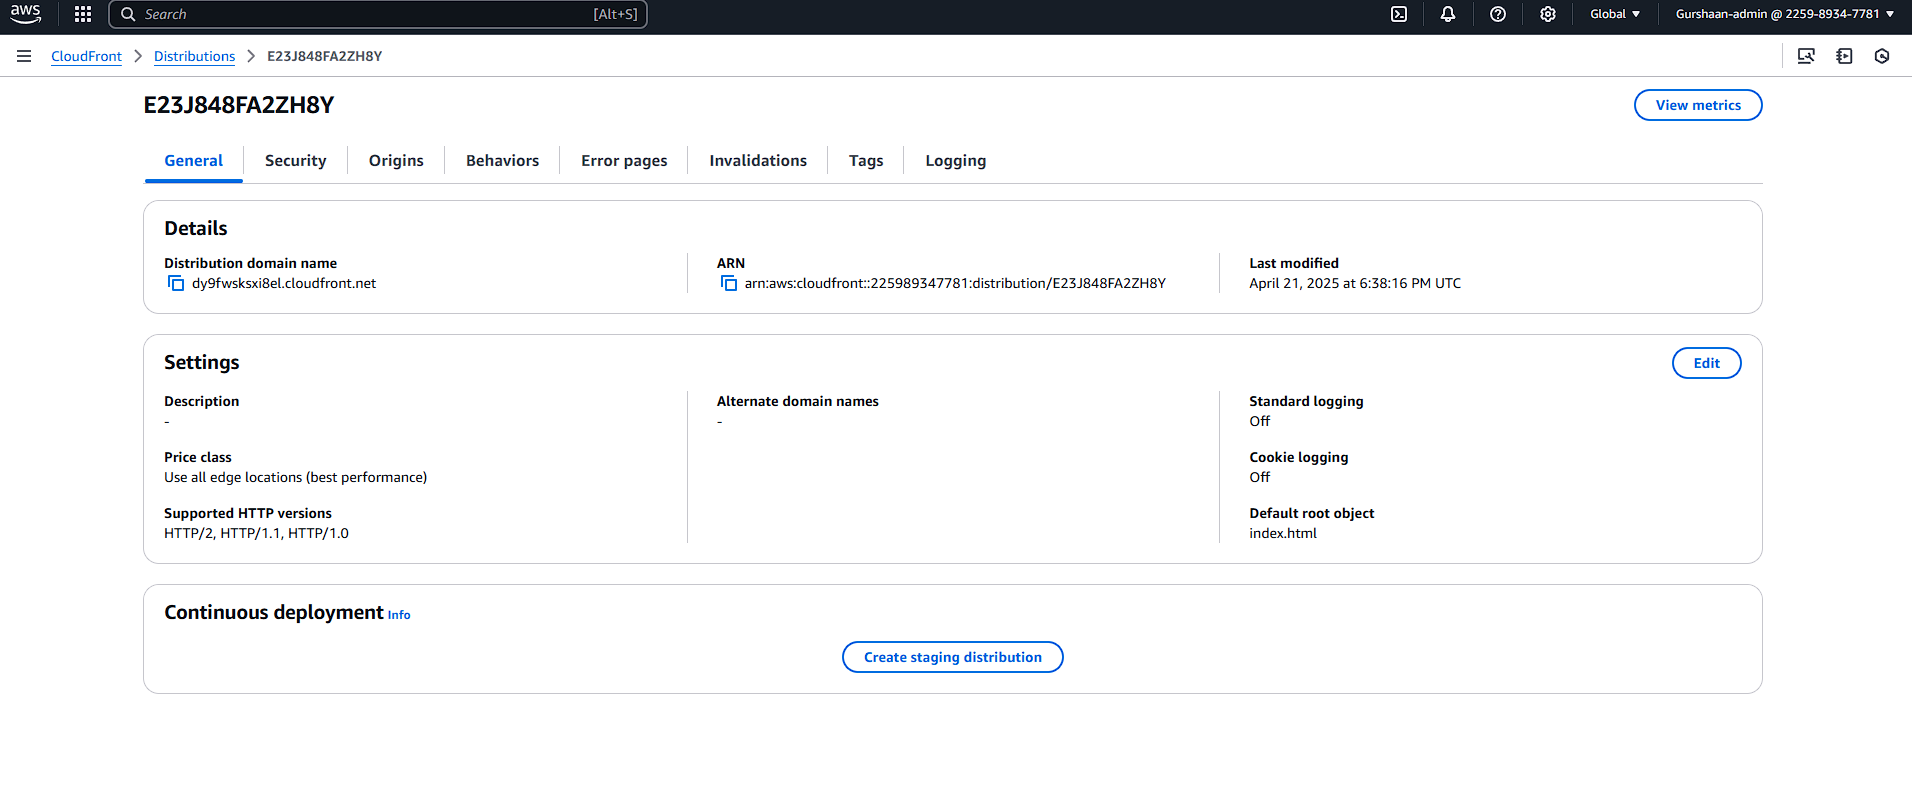 aws
Search
[Alt+S]
Global
Gurshaan-admin @ 2259-8934-7781
CloudFront
Distributions
E23J848FA2ZH8Y
E23J848FA2ZH8Y
View metrics
General
Security
Origins
Behaviors
Error pages
Invalidations
Tags
Logging
Details
Distribution domain name
dy9fwsksxi8el.cloudfront.net
ARN
arn:aws:cloudfront::225989347781:distribution/E23J848FA2ZH8Y
Last modified
April 21, 2025 at 6:38:16 PM UTC
Settings
Edit
Description
-
Price class
Use all edge locations (best performance)
Supported HTTP versions
HTTP/2, HTTP/1.1, HTTP/1.0
Alternate domain names
-
Standard logging
Off
Cookie logging
Off
Default root object
index.html
Continuous deployment Info
Create staging distribution